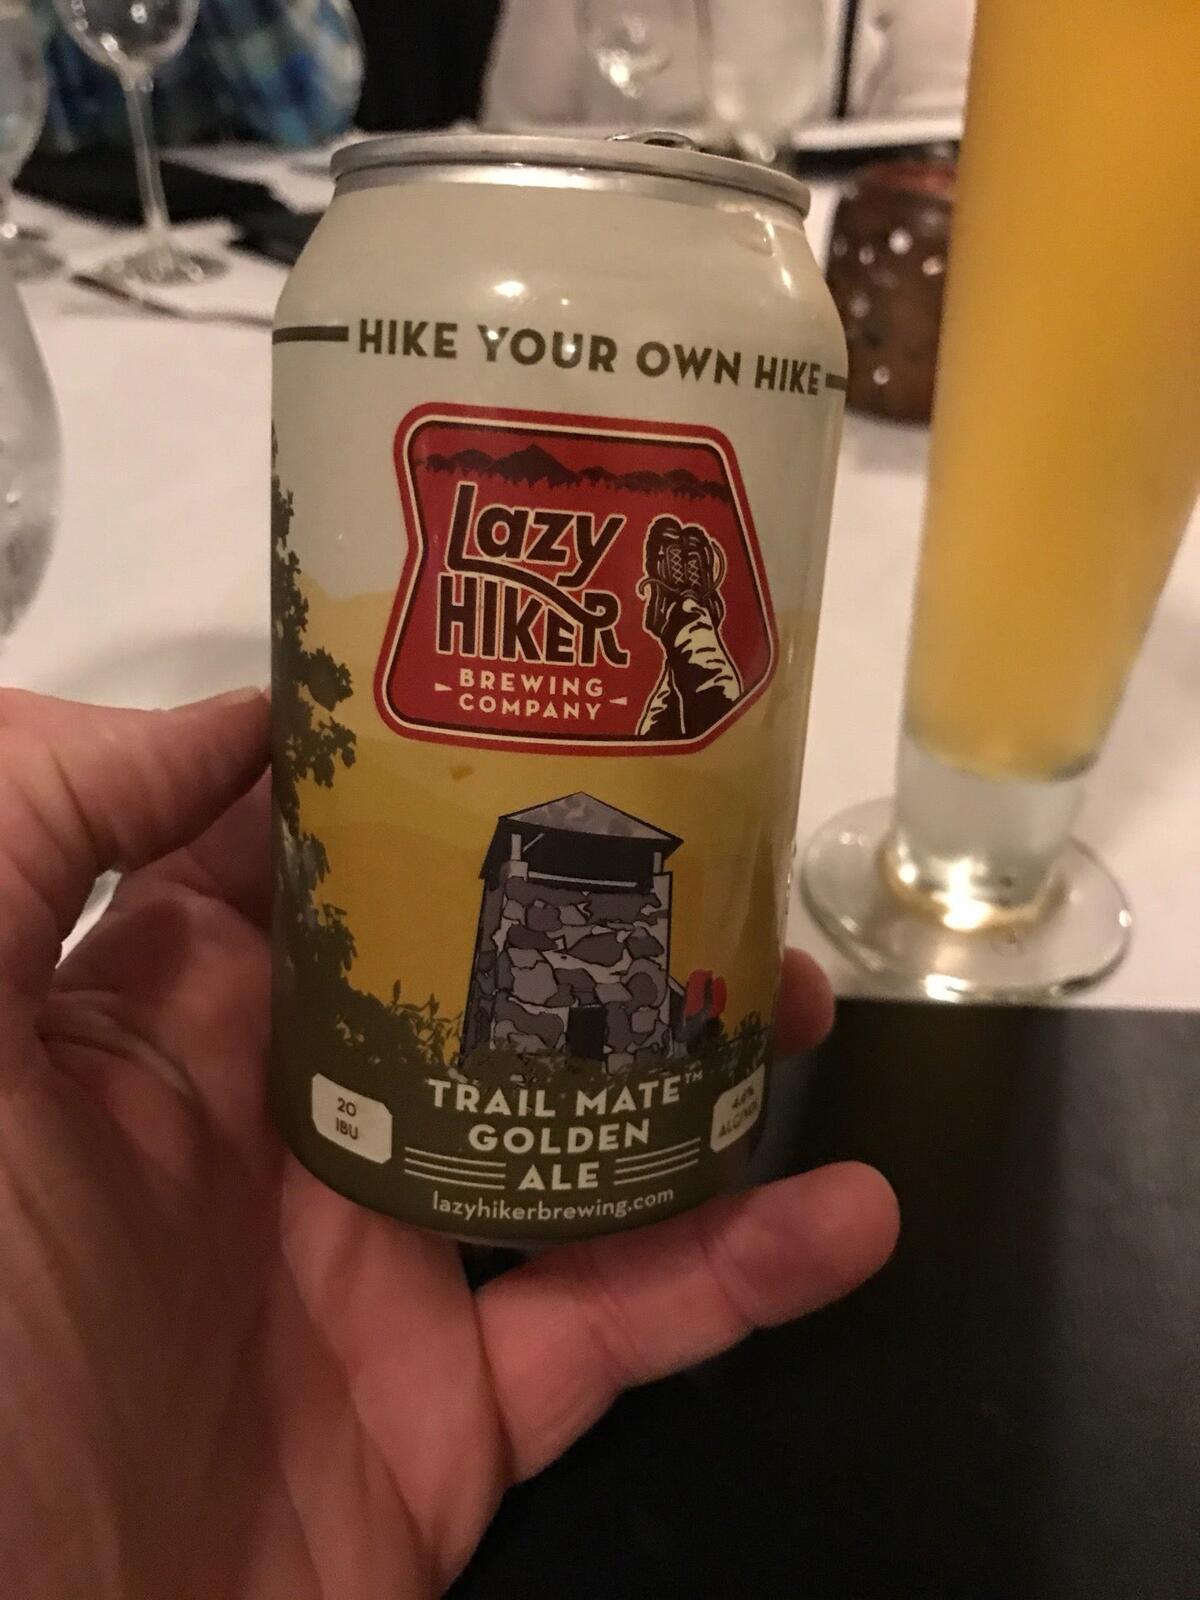 HIKE YOUR OWN HIKE
Lazy
HIKER
BREWING
COMPANY
TRAIL MATE™
GOLDEN
ALE
20
IBU
lazyhikerbrewing.com